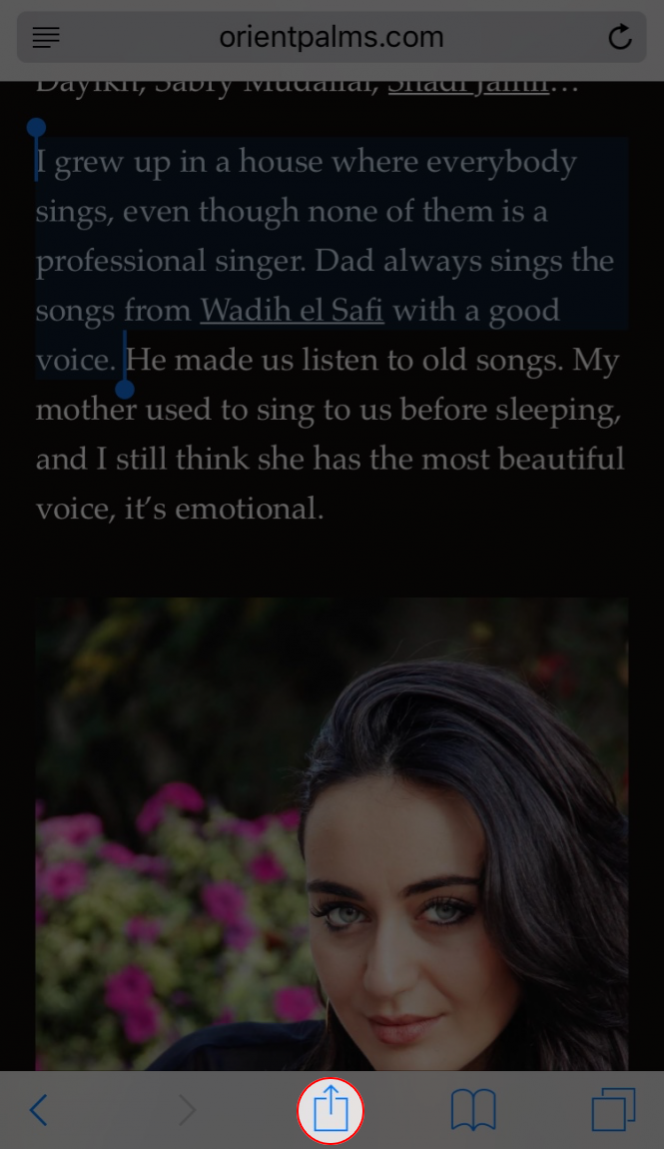 orientpalms.com
Dayikh, Sabry Mudallal, Shadi Jamil...
I grew up in a house where everybody
sings, even though none of them is a
professional singer. Dad always sings the
songs from Wadih el Safi with a good
voice. He made us listen to old songs. My
mother used to sing to us before sleeping,
and I still think she has the most beautiful
voice, it’s emotional.